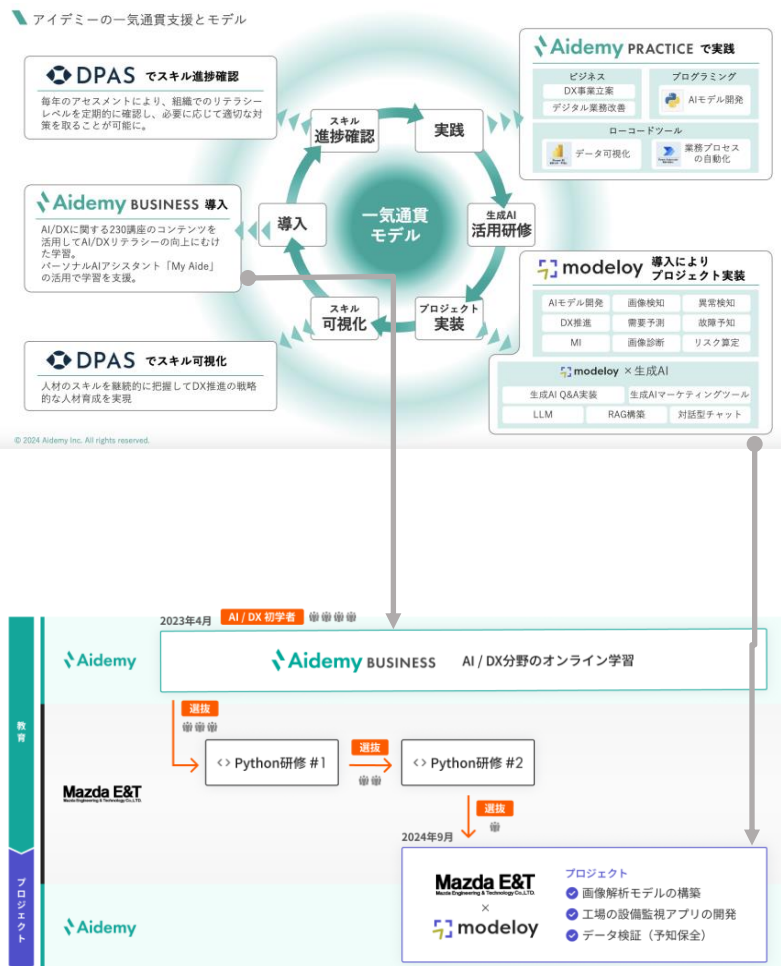 アイデミーの一気通貫支援とモデル
DPAS でスキル進捗確認
毎年のアセスメントにより、組織でのリテラシー
レベルを定期的に確認し、必要に応じて適切な対
策を取ることが可能に。
Aidemy BUSINESS 導入
AI/DXに関する230講座のコンテンツを
活用してAI/DXリテラシーの向上にむけ
た学習。
パーソナルAIアシスタント「My Aide」
の活用で学習を支援。
DPAS でスキル可視化
人材のスキルを継続的に把握してDX推進の戦略
的な人材育成を実現
スキル
進捗確認
実践
導入
一気通貫
モデル
生成AI
活用研修
スキル
可視化
プロジェクト
実装
Aidemy PRACTICE で実践
ビジネス
DX事業立案
デジタル業務改善
プログラミング
AIモデル開発
ローコードツール
データ可視化
業務プロセス
の自動化
modeloy 導入により
プロジェクト実装
AIモデル開発 画像検知 異常検知
DX推進 需要予測 故障予知
MI 画像診断 リスク算定
modeloy × 生成AI
生成AI Q&A実装 生成AIマーケティングツール
LLM RAG構築 対話型チャット
© 2024 Aidemy Inc. All rights reserved.
2023年4月 AI / DX 初学者
教育
Aidemy
Aidemy BUSINESS AI / DX分野のオンライン学習
選抜
Mazda E&T
Mazda Engineering & Technology Co.,LTD.
<> Python研修 #1
選抜
<> Python研修 #2
選抜
2024年9月
プロジェクト
Aidemy
Mazda E&T
Mazda Engineering & Technology Co.,LTD.
×
modeloy
プロジェクト
画像解析モデルの構築
工場の設備監視アプリの開発
データ検証（予知保全）